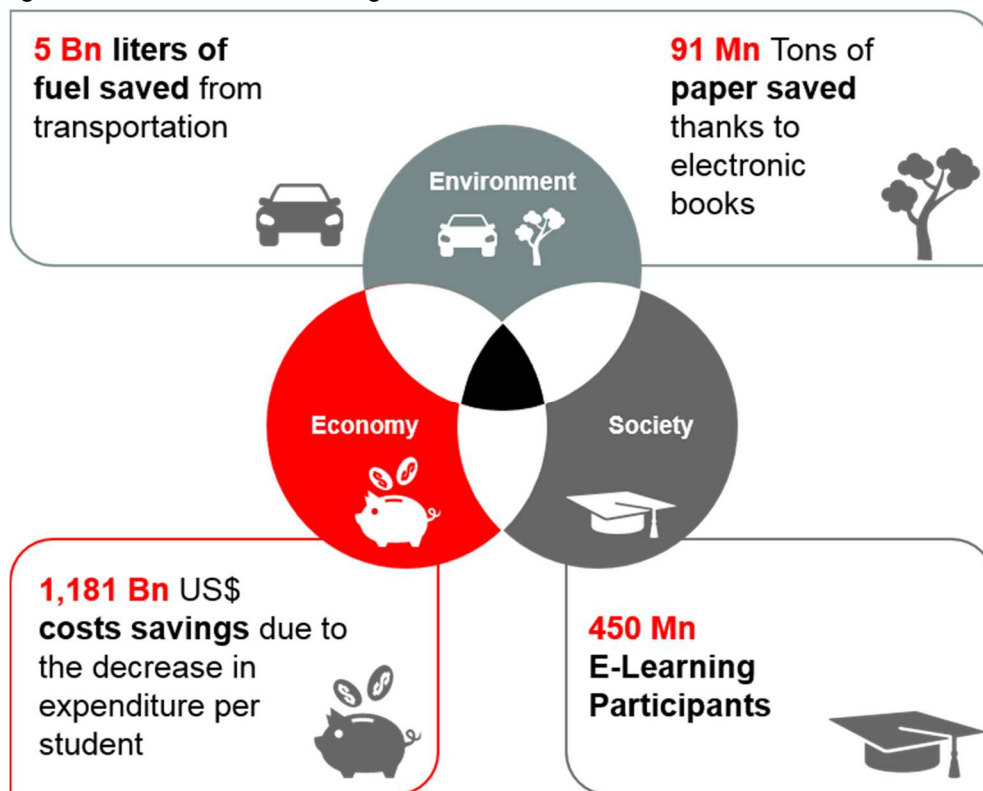 5 Bn liters of
fuel saved from
transportation
91 Mn Tons of
paper saved
thanks to
electronic
books
Environment
Economy
Society
1,181 Bn US$
costs savings due to
the decrease in
expenditure per
student
450 Mn
E-Learning
Participants